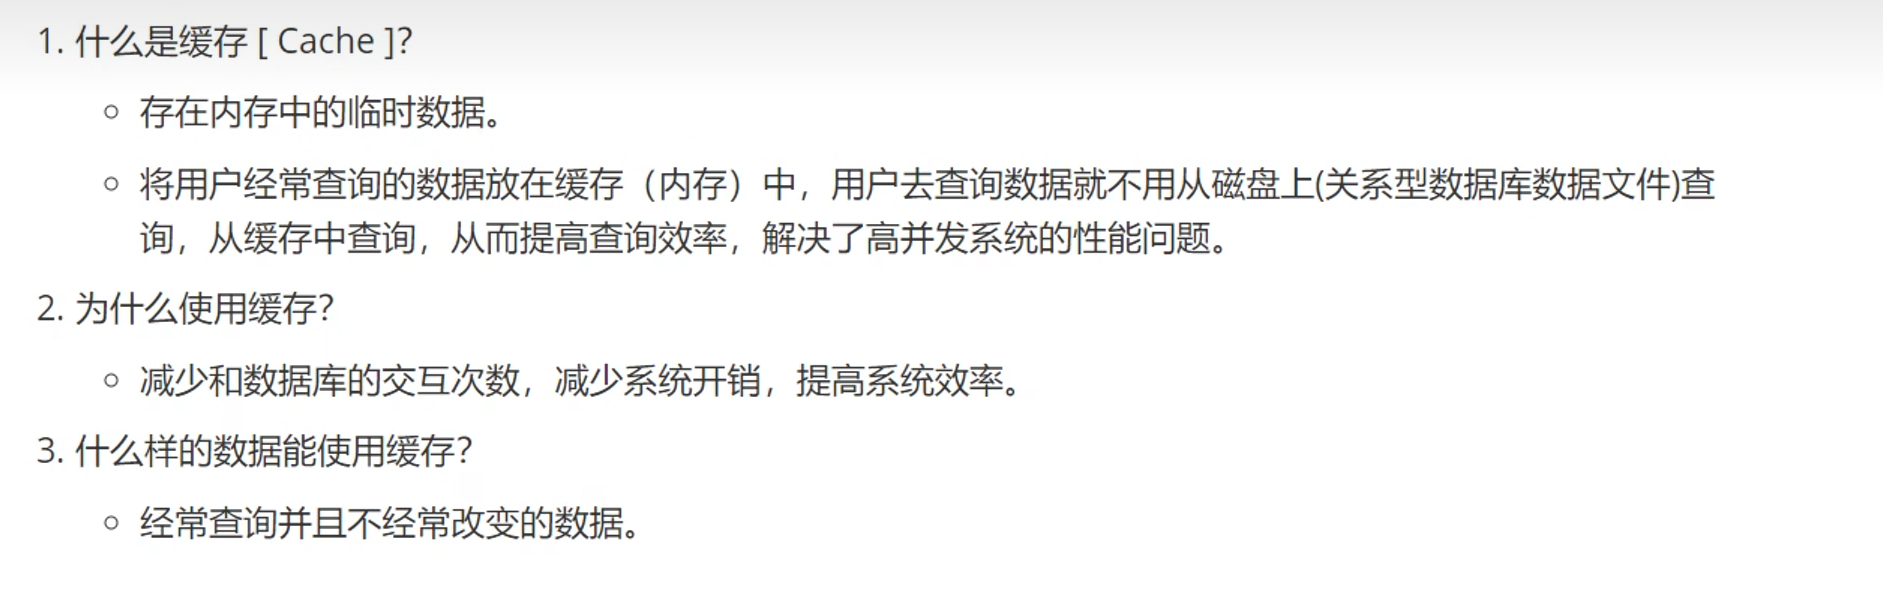 1. 什么是缓存 [ Cache ]?
存在内存中的临时数据。
将用户经常查询的数据放在缓存（内存）中，用户去查询数据就不用从磁盘上(关系型数据库数据文件)查
询，从缓存中查询，从而提高查询效率，解决了高并发系统的性能问题。
2. 为什么使用缓存？
减少和数据库的交互次数，减少系统开销，提高系统效率。
3. 什么样的数据能使用缓存？
经常查询并且不经常改变的数据。